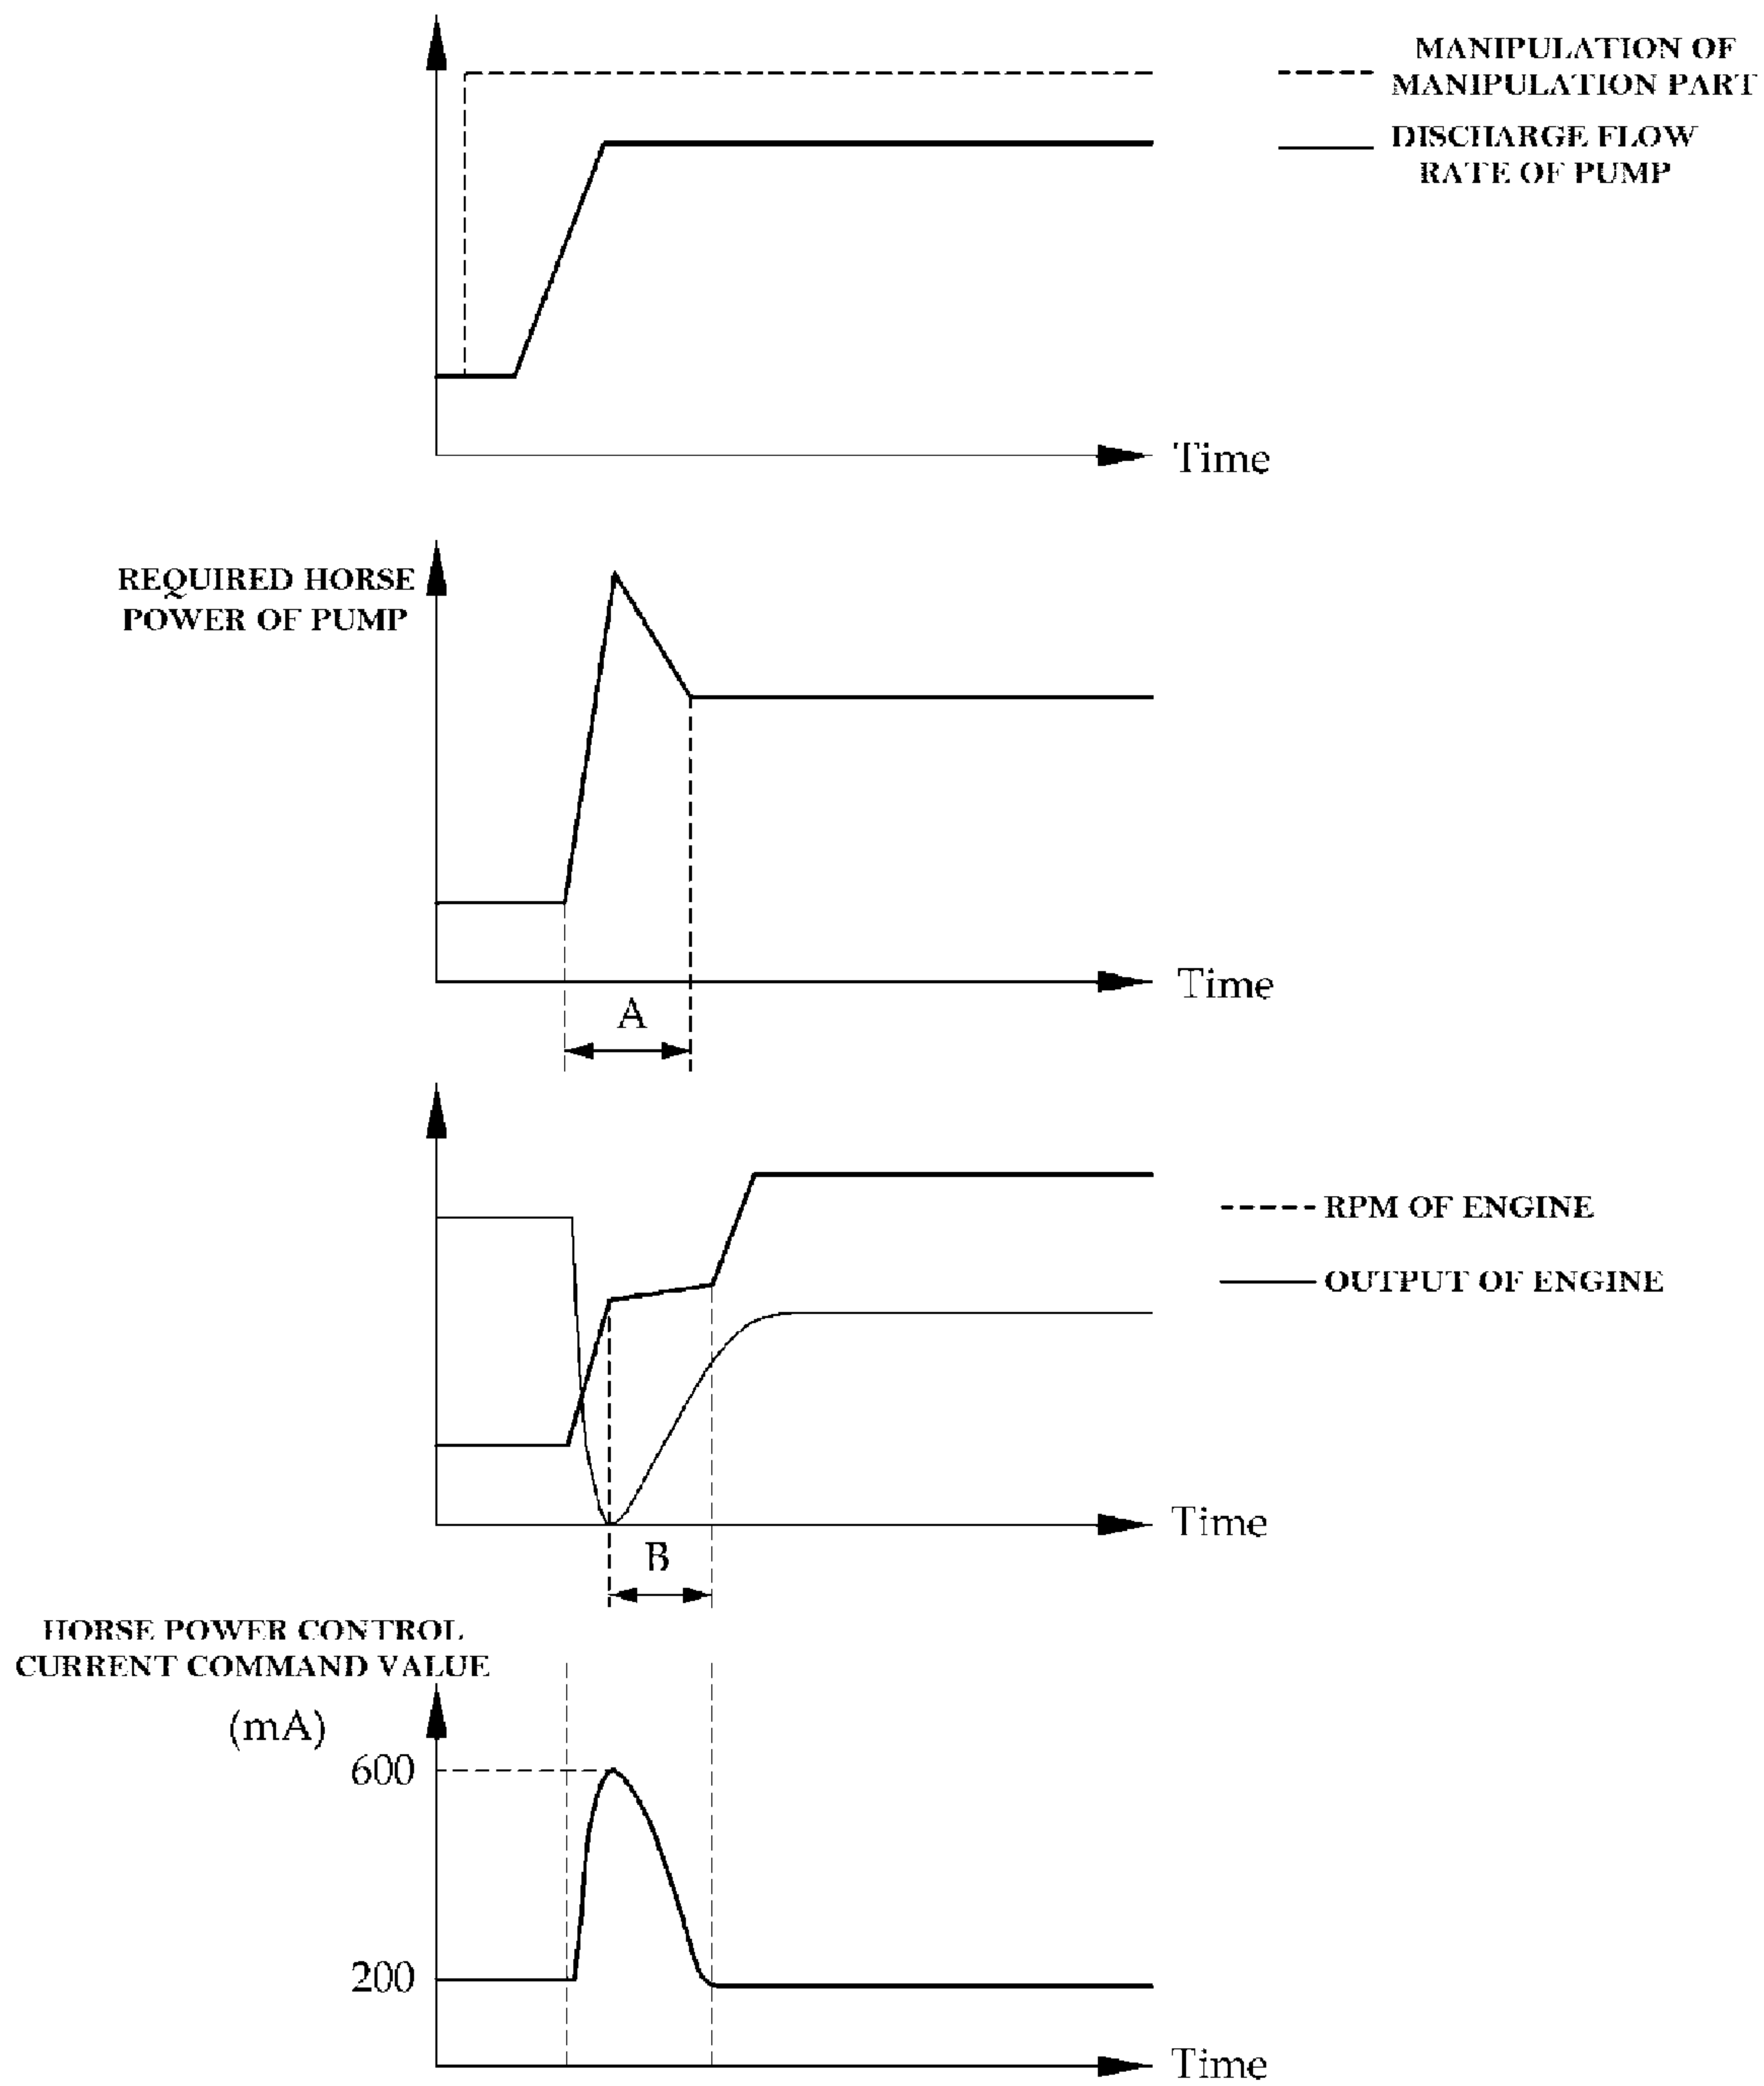 MANIPULATION OF
MANIPULATION PART
DISCHARGE FLOW
RATE OF PUMP
Time
REQUIRED HORSE
POWER OF PUMP
Time
A
RPM OF ENGINE
OUTPUT OF ENGINE
Time
B
HORSE POWER CONTROL
CURRENT COMMAND VALUE
(mA)
600
200
Time